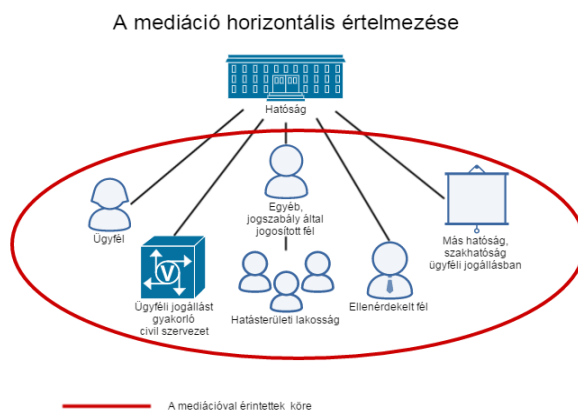 A mediáció horizontális értelmezése
Hatóság
Ügyfél
Egyéb,
jogszabály által
jogosított fél
Más hatóság,
szakhatóság
ügyféli jogállásban
V
Ügyféli jogállást
gyakorló
civil szervezet
Hatásterületi lakosság
Ellenérdekelt fél
A mediációval érintettek köre